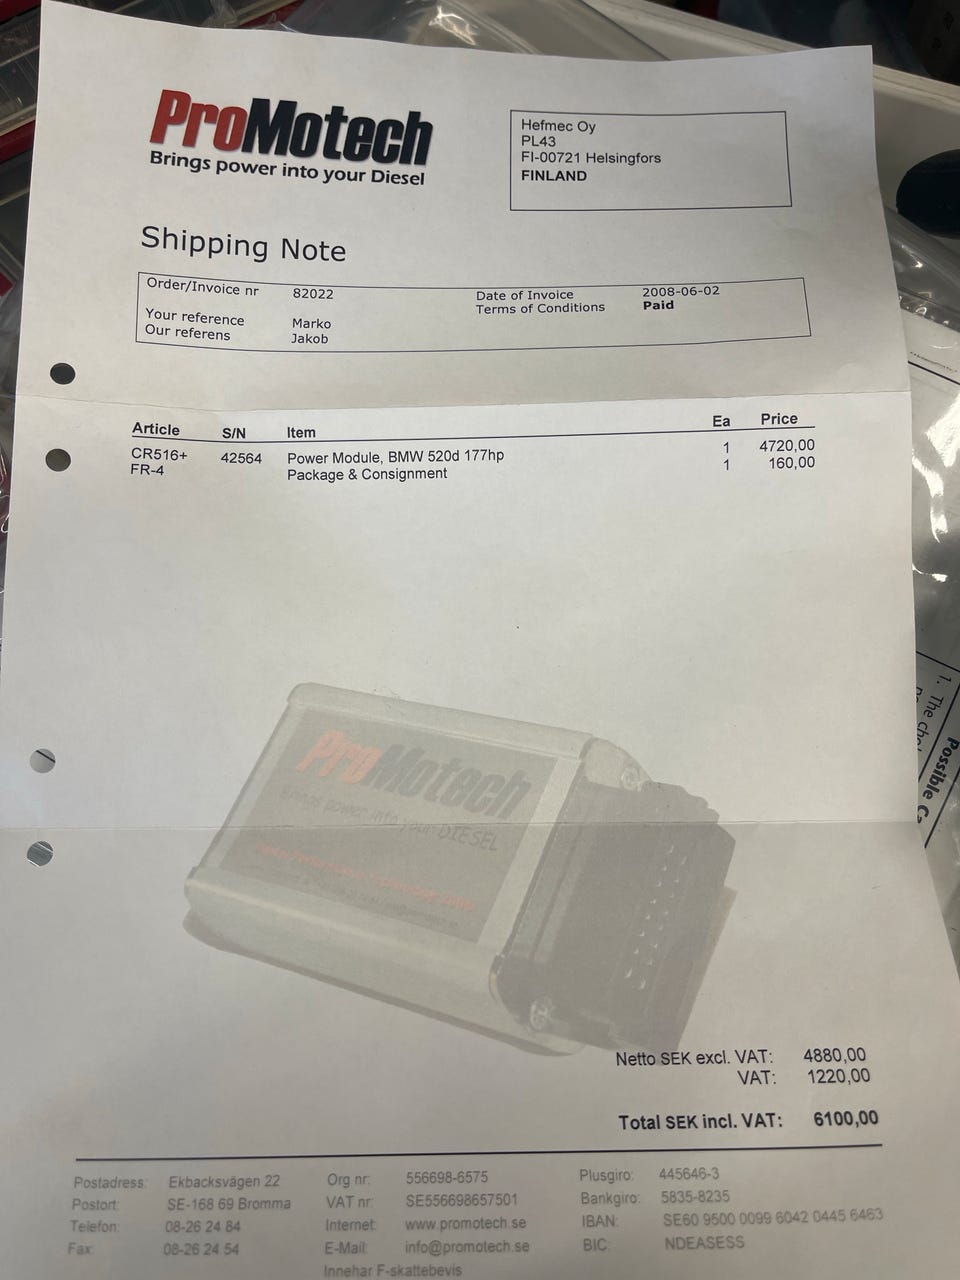 ProMotech
Brings power into your Diesel
Hefmec Oy
PL43
FI-00721 Helsingfors
FINLAND
Shipping Note
Order/Invoice nr 82022 Date of Invoice 2008-06-02
Terms of Conditions Paid
Your reference Marko
Our referens Jakob
Article S/N Item Ea Price
CR516+ 42564 Power Module, BMW 520d 177hp 1 4720,00
FR-4 Package & Consignment 1 160,00
ProMotech
Brings power into your DIESEL
1. The
Possible
Netto SEK excl. VAT: 4880,00
VAT: 1220,00
Total SEK incl. VAT: 6100,00
Postadress: Ekbacksvägen 22 Org nr: 556698-6575 Plusgiro: 445646-3
Postort: SE-168 69 Bromma VAT nr: SE556698657501 Bankgiro: 5835-8235
Telefon: 08-26 24 84 Internet: www.promotech.se IBAN: SE60 9500 0099 6042 0445 6463
Fax: 08-26 24 54 E-Mail: info@promotech.se BIC: NDEASESS
Innehar F-skattebevis